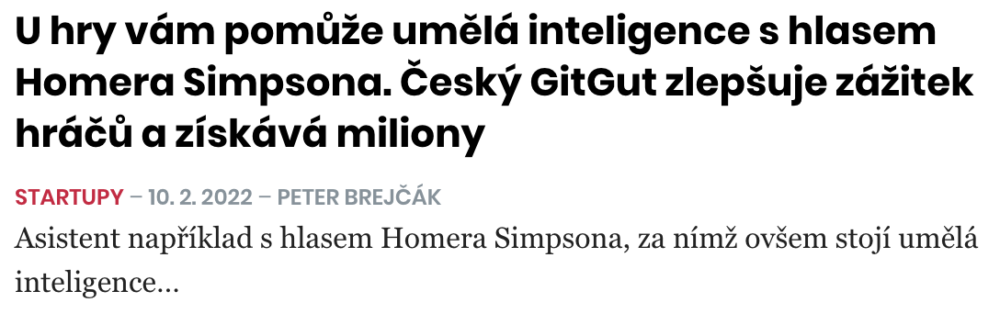 U hry vám pomůže umělá inteligence s hlasem
Homera Simpsona. Český GitGut zlepšuje zážitek
hráčů a získává miliony
STARTUPY – 10. 2. 2022 – PETER BREJČÁK
Asistent například s hlasem Homera Simpsona, za nímž ovšem stojí umělá
inteligence...